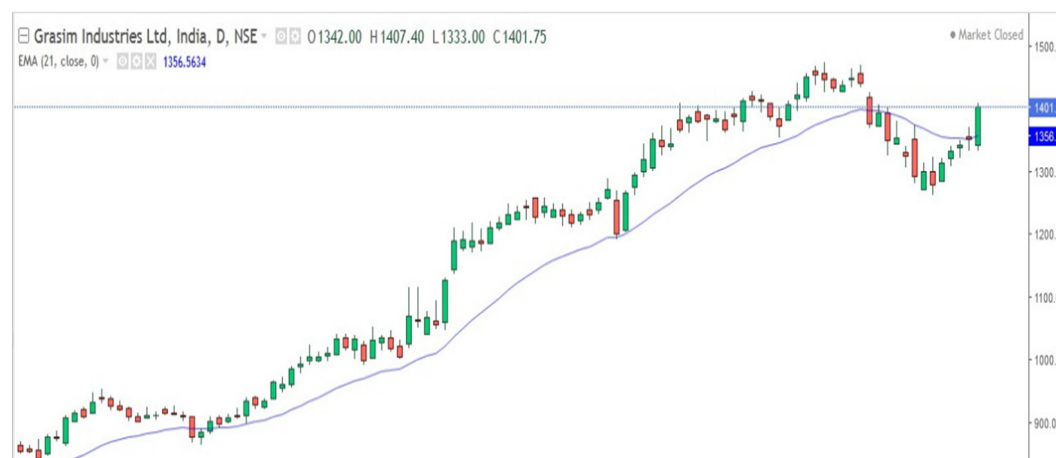 Grasim Industries Ltd, India, D, NSE O1342.00 H1407.40 L1333.00 C1401.75
Market Closed
EMA (21, close, 0) 1356.5634
1500.
1401.
1356.
1300.
1200.
1100.
1000.
900.0